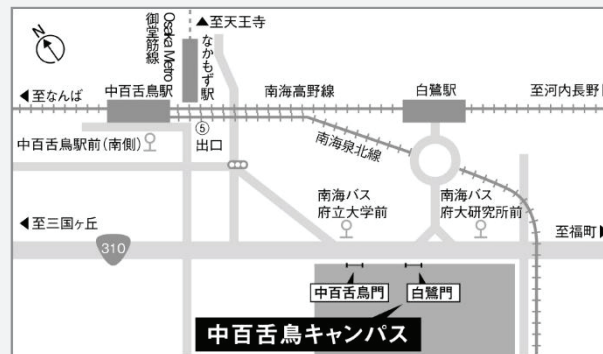 N
▲至天王寺
Osaka Metro
御堂筋線
なかもず駅
◀至なんば
中百舌鳥駅
南海高野線
白鷺駅
至河内長野
⑤
出口
中百舌鳥駅前(南側)
南海泉北線
南海バス
府立大学前
南海バス
府大研究所前
◀至三国ヶ丘
310
至福町▶
中百舌鳥門
白鷺門
中百舌鳥キャンパス